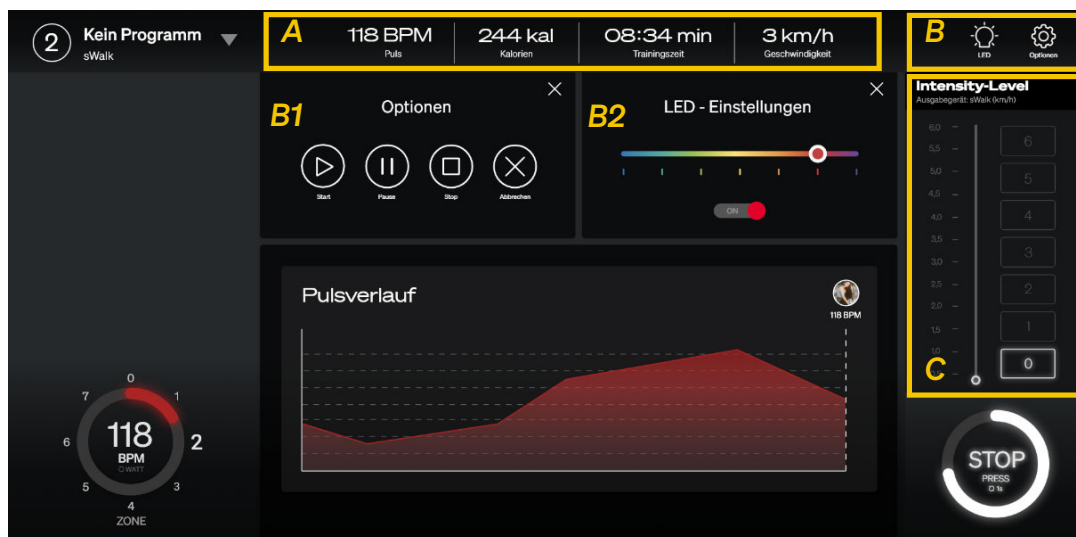 2
Kein Programm
sWalk
A
118 BPM
Puls
244 kal
Kalorien
08:34 min
Trainingszeit
3 km/h
Geschwindigkeit
B
LED
Optionen
B1
Optionen
Start
Pause
Stop
Abbrechen
B2
LED - Einstellungen
ON
Intensity-Level
Ausgabegerät: sWalk (km/h)
6,0
5,5
5,0
4,5
4,0
3,5
3,0
2,5
2,0
1,5
1,0
6
5
4
3
2
1
0
C
Pulsverlauf
118 BPM
0
1
2
3
4
5
6
7
118
BPM
0 WATT
ZONE
STOP
PRESS
1s